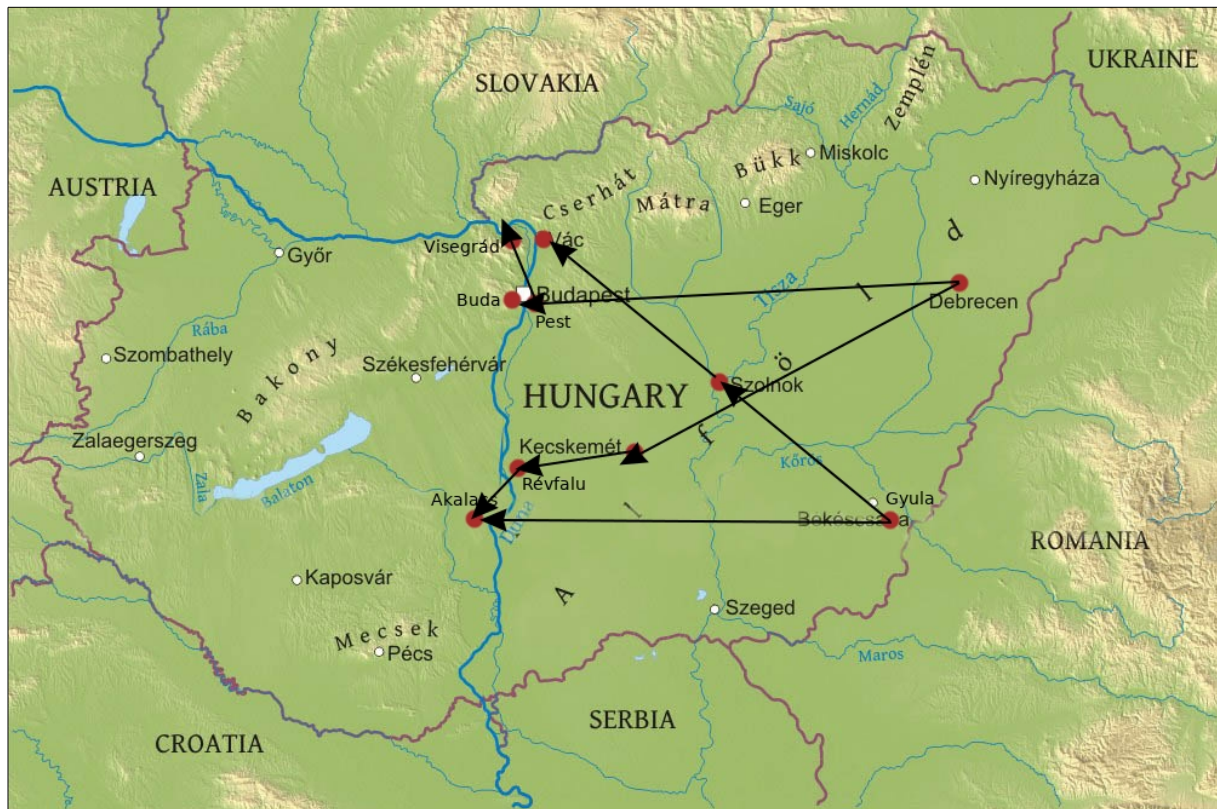 SLOVAKIA
UKRAINE
AUSTRIA
Sajó
Hernád
Zemplén
Miskolc
Bükk
Nyíregyháza
Cserhát
Mátra
Eger
Visegrád
Vác
Győr
d
Buda
Budapest
Pest
Tisza
l
Debrecen
Rába
Szombathely
Bakony
Székesfehérvár
ö
Szolnok
HUNGARY
Zalaegerszeg
Kecskemét
f
Kőrös
Zala
Balaton
Révfalu
Duna
l
Gyula
ROMANIA
Kaposvár
A
Szeged
Mecsek
Pécs
Maros
SERBIA
CROATIA